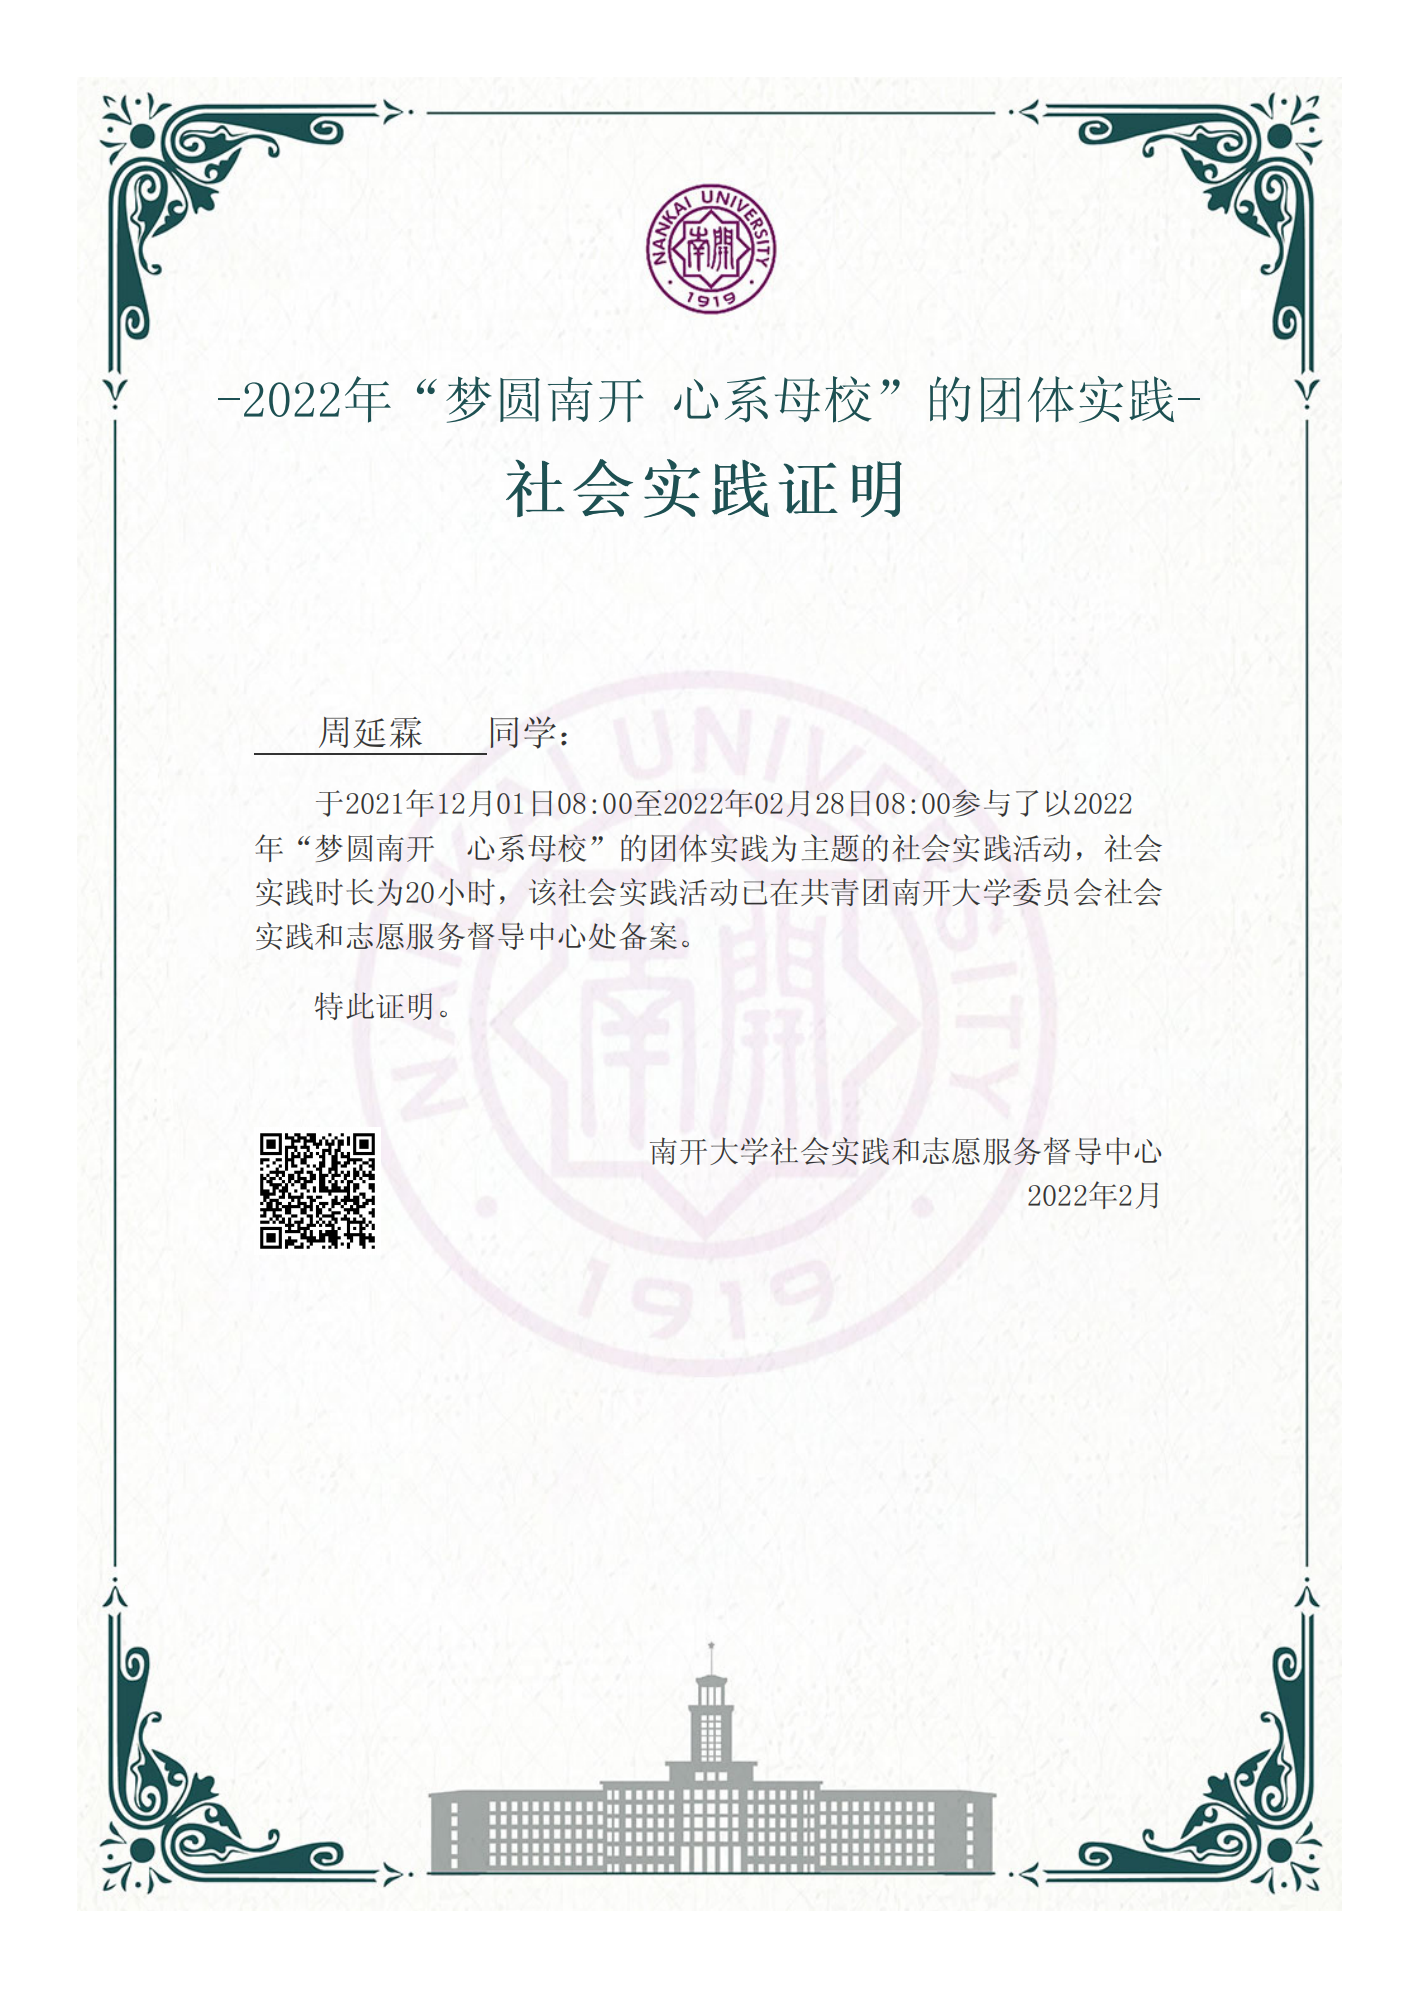 NANKAI UNIVERSITY
南開
1919
-2022年“梦圆南开 心系母校”的团体实践-
社会实践证明
周延霖 同学：
于2021年12月01日08:00至2022年02月28日08:00参与了以2022
年“梦圆南开 心系母校”的团体实践为主题的社会实践活动，社会
实践时长为20小时，该社会实践活动已在共青团南开大学委员会社会
实践和志愿服务督导中心处备案。
特此证明。
南开大学社会实践和志愿服务督导中心
2022年2月
NANKAI UNIVERSITY
南開
1919